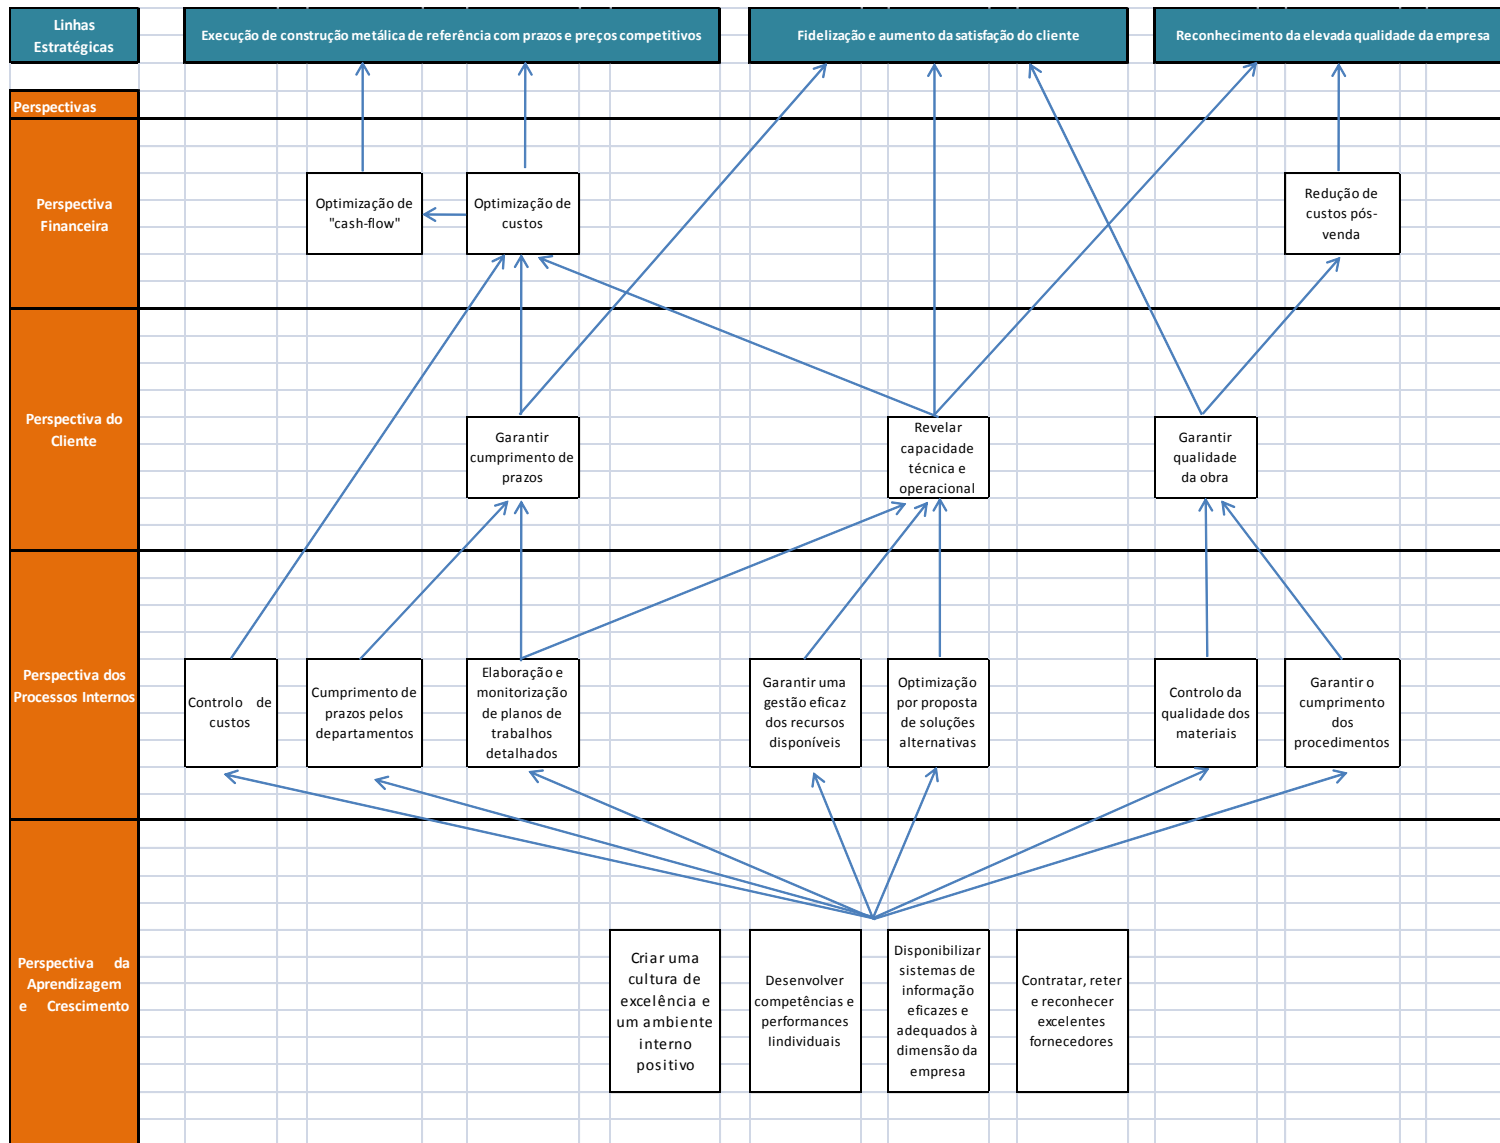 Linhas
Estratégicas
Execução de construção metálica de referência com prazos e preços competitivos
Fidelização e aumento da satisfação do cliente
Reconhecimento da elevada qualidade da empresa
Perspectivas
Perspectiva
Financeira
Optimização de
"cash-flow"
Optimização de
custos
Redução de
custos pós-
venda
Perspectiva do
Cliente
Garantir
cumprimento de
prazos
Revelar
capacidade
técnica e
operacional
Garantir
qualidade
da obra
Perspectiva dos
Processos Internos
Controlo de
custos
Cumprimento de
prazos pelos
departamentos
Elaboração e
monitorização
de planos de
trabalhos
detalhados
Garantir uma
gestão eficaz
dos recursos
disponíveis
Optimização
por proposta
de soluções
alternativas
Controlo da
qualidade dos
materiais
Garantir o
cumprimento
dos
procedimentos
Perspectiva da
Aprendizagem
e Crescimento
Criar uma
cultura de
excelência e
um ambiente
interno
positivo
Desenvolver
competências e
performances
Iindividuais
Disponibilizar
sistemas de
informação
eficazes e
adequados à
dimensão da
empresa
Contratar, reter
e reconhecer
excelentes
fornecedores